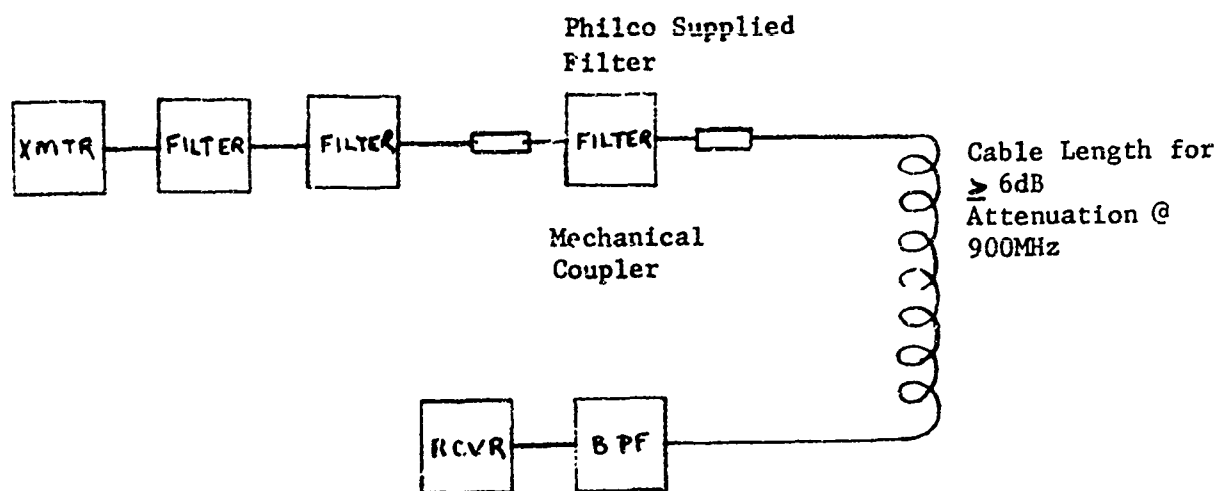 Philco Supplied
Filter
XMTR
FILTER
FILTER
FILTER
Cable Length for
≥ 6dB
Attenuation @
900MHz
Mechanical
Coupler
RCVR
BPF